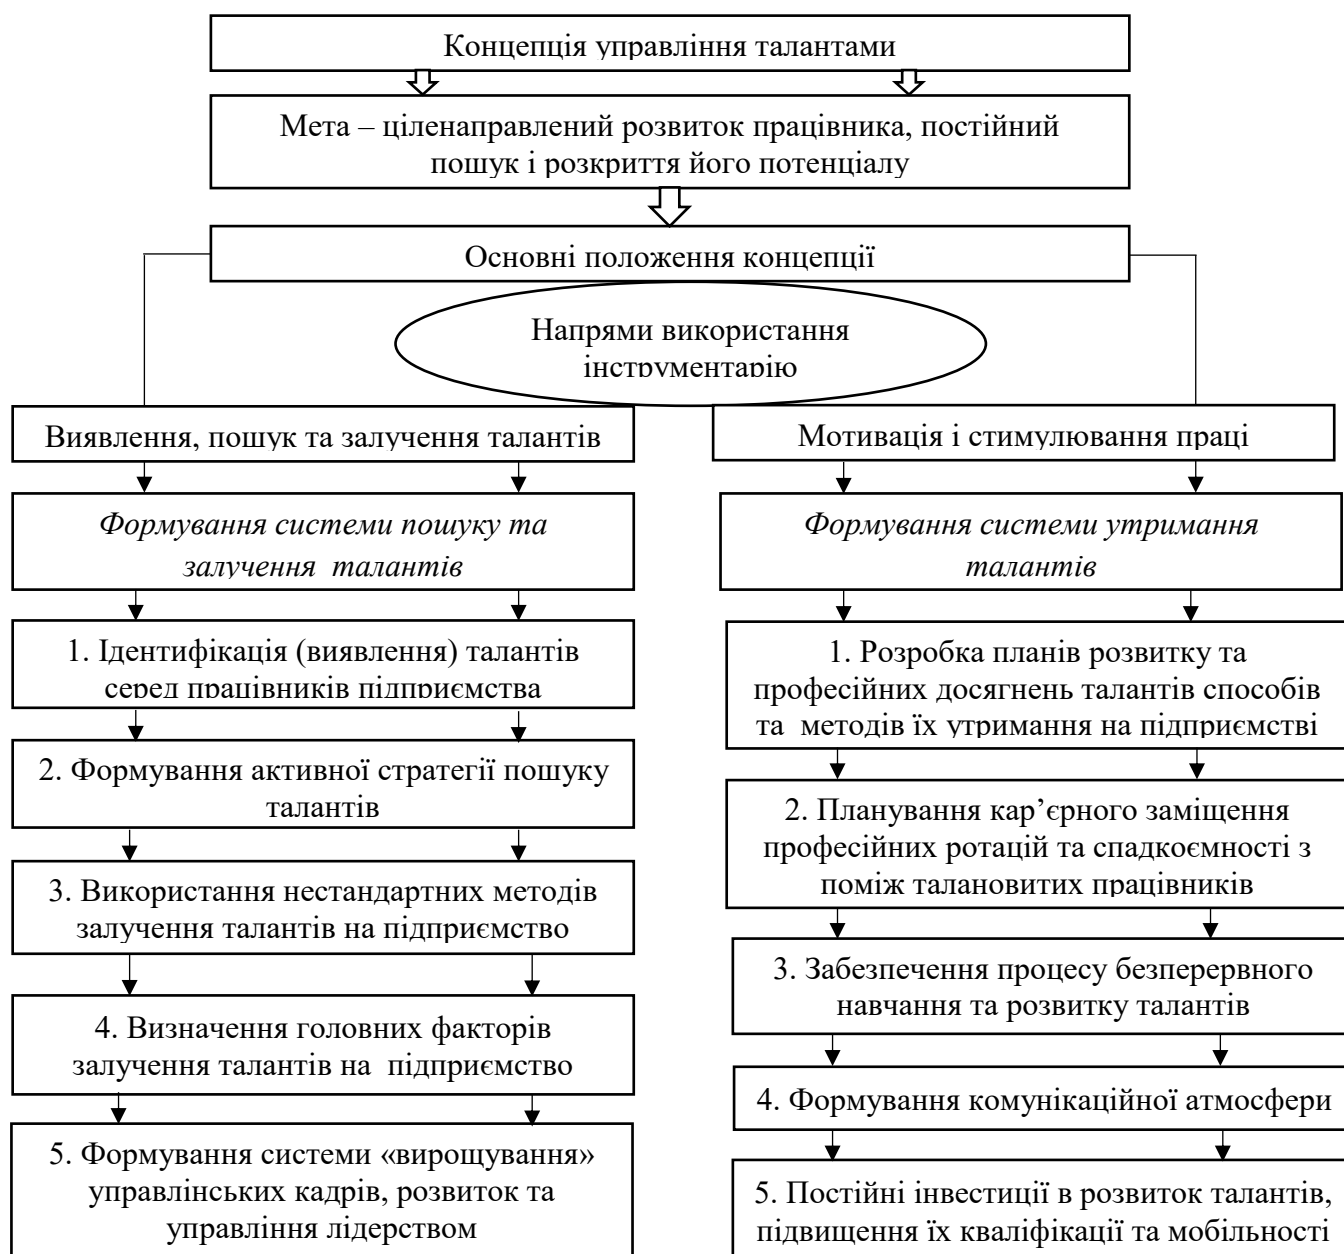 Концепція управління талантами
Мета – ціленаправлений розвиток працівника, постійний
пошук і розкриття його потенціалу
Основні положення концепції
Напрями використання
інструментарію
Виявлення, пошук та залучення талантів
Формування системи пошуку та
залучення талантів
1. Ідентифікація (виявлення) талантів
серед працівників підприємства
2. Формування активної стратегії пошуку
талантів
3. Використання нестандартних методів
залучення талантів на підприємство
4. Визначення головних факторів
залучення талантів на підприємство
5. Формування системи «вирощування»
управлінських кадрів, розвиток та
управління лідерством
Мотивація і стимулювання праці
Формування системи утримання
талантів
1. Розробка планів розвитку та
професійних досягнень талантів способів
та методів їх утримання на підприємстві
2. Планування кар’єрного заміщення
професійних ротацій та спадкоємності з
поміж талановитих працівників
3. Забезпечення процесу безперервного
навчання та розвитку талантів
4. Формування комунікаційної атмосфери
5. Постійні інвестиції в розвиток талантів,
підвищення їх кваліфікації та мобільності